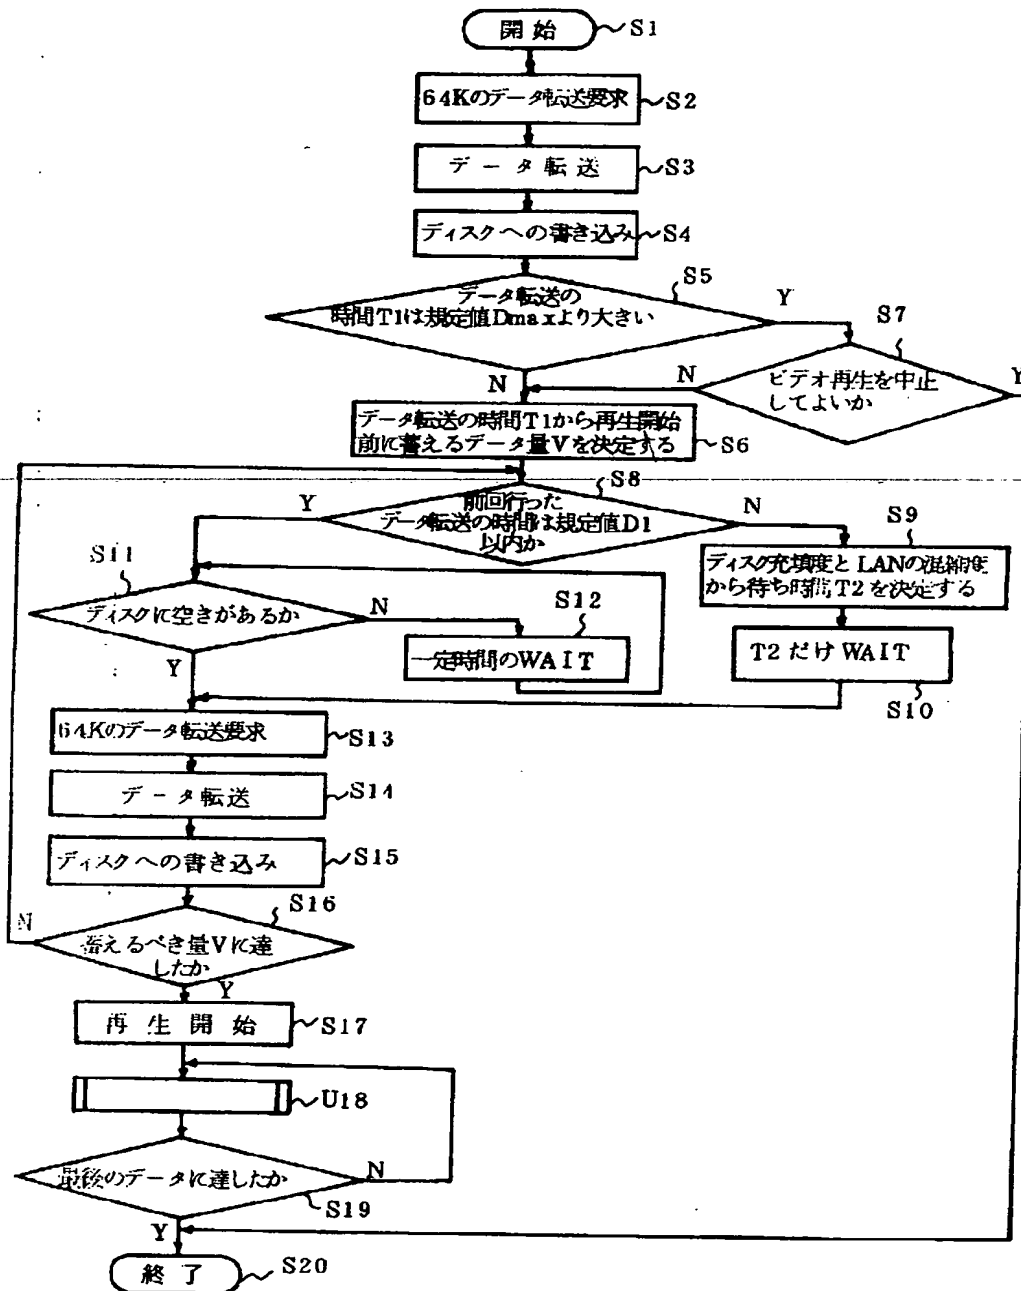 開始
S1
64Kのデータ転送要求
S2
データ転送
S3
ディスクへの書き込み
S4
S5
データ転送の
時間T1は規定値Dmaxより大きい
Y
S7
N
N
ビデオ再生を中止
してよいか
Y
データ転送の時間T1から再生開始
前に蓄えるデータ量Vを決定する
S6
S8
Y
前回行った
データ転送の時間は規定値D1
以内か
N
S9
S11
ディスク充填度とLANの混雑度
から待ち時間T2を決定する
ディスクに空きがあるか
N
S12
一定時間のWAIT
T2だけWAIT
Y
S10
64Kのデータ転送要求
S13
データ転送
S14
ディスクへの書き込み
S15
S16
N
蓄えるべき量Vに達
したか
Y
再生開始
S17
U18
最後のデータに達したか
N
S19
Y
終了
S20